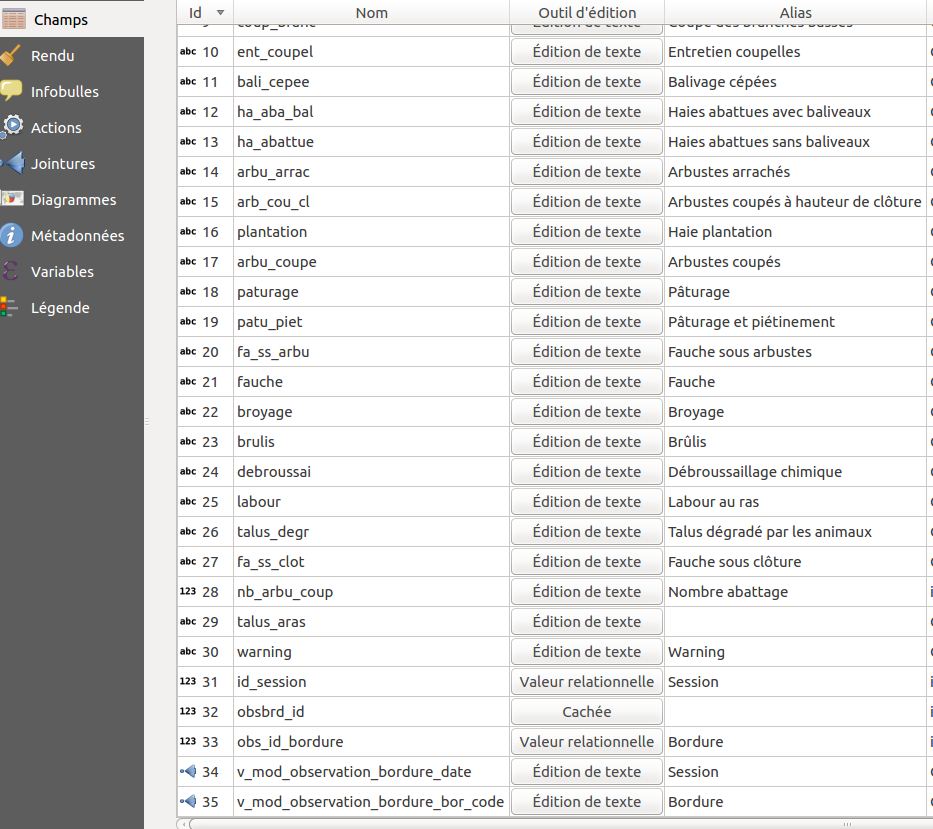 Champs
Rendu
Infobulles
Actions
Jointures
Diagrammes
Métadonnées
Variables
Légende
Id Nom Outil d'édition Alias
abc 10 ent_coupel Édition de texte Entretien coupelles
abc 11 bali_cepee Édition de texte Balivage cépées
abc 12 ha_aba_bal Édition de texte Haies abattues avec baliveaux
abc 13 ha_abattue Édition de texte Haies abattues sans baliveaux
abc 14 arbu_arrac Édition de texte Arbustes arrachés
abc 15 arb_cou_cl Édition de texte Arbustes coupés à hauteur de clôture
abc 16 plantation Édition de texte Haie plantation
abc 17 arbu_coupe Édition de texte Arbustes coupés
abc 18 paturage Édition de texte Pâturage
abc 19 patu_piet Édition de texte Pâturage et piétinement
abc 20 fa_ss_arbu Édition de texte Fauche sous arbustes
abc 21 fauche Édition de texte Fauche
abc 22 broyage Édition de texte Broyage
abc 23 brulis Édition de texte Brûlis
abc 24 debroussai Édition de texte Débroussaillage chimique
abc 25 labour Édition de texte Labour au ras
abc 26 talus_degr Édition de texte Talus dégradé par les animaux
abc 27 fa_ss_clot Édition de texte Fauche sous clôture
123 28 nb_arbu_coup Édition de texte Nombre abattage
abc 29 talus_aras Édition de texte
abc 30 warning Édition de texte Warning
123 31 id_session Valeur relationnelle Session
123 32 obsbrd_id Cachée
123 33 obs_id_bordure Valeur relationnelle Bordure
34 v_mod_observation_bordure_date Édition de texte Session
35 v_mod_observation_bordure_bor_code Édition de texte Bordure